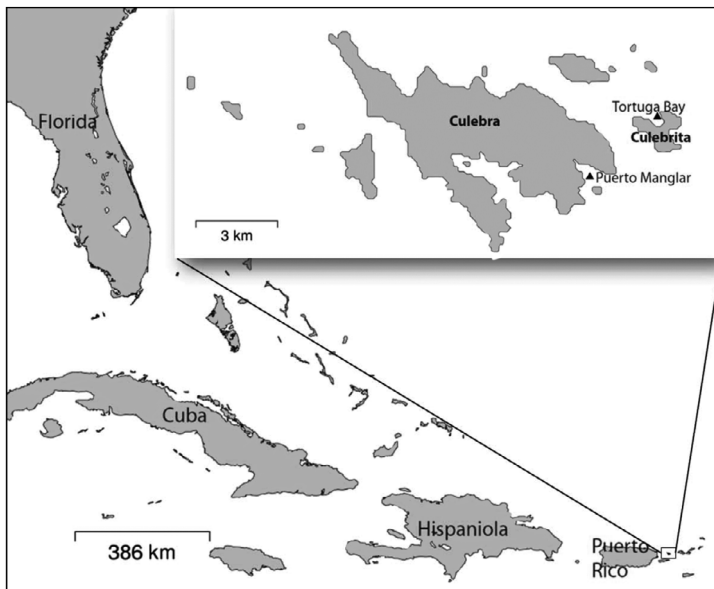 Florida
Tortuga Bay
Culebra
Culebrita
Puerto Manglar
3 km
Cuba
Hispaniola
386 km
Puerto
Rico